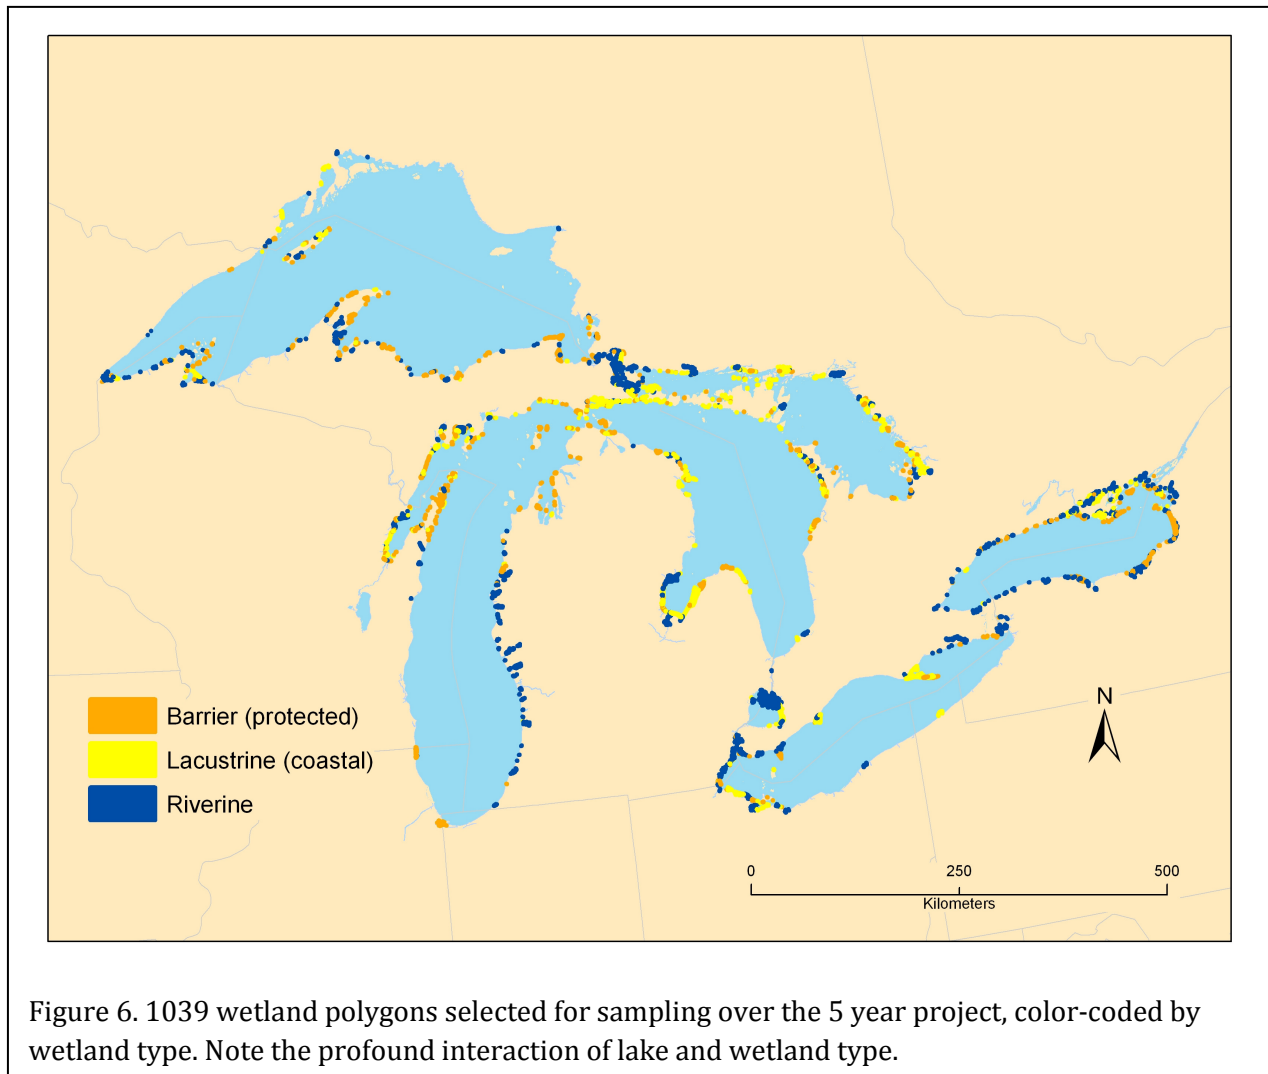 Barrier (protected)
Lacustrine (coastal)
Riverine
N
0 250 500
Kilometers
Figure 6. 1039 wetland polygons selected for sampling over the 5 year project, color-coded by
wetland type. Note the profound interaction of lake and wetland type.